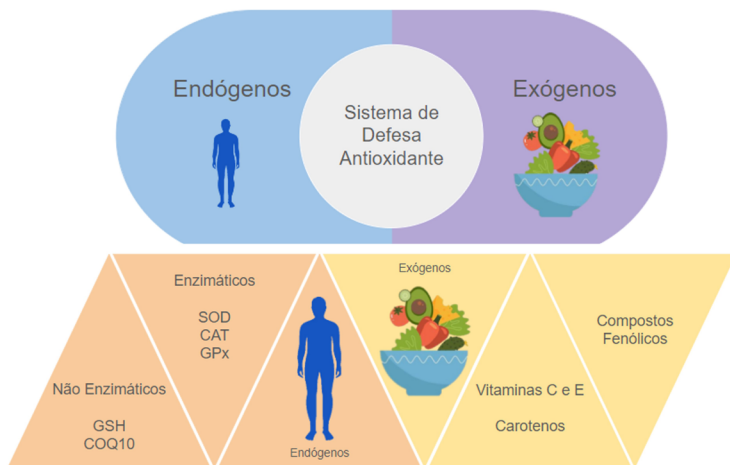 Endógenos
Sistema de
Defesa
Antioxidante
Exógenos
Não Enzimáticos
GSH
COQ10
Enzimáticos
SOD
CAT
GPx
Endógenos
Exógenos
Vitaminas C e E
Carotenos
Compostos
Fenólicos